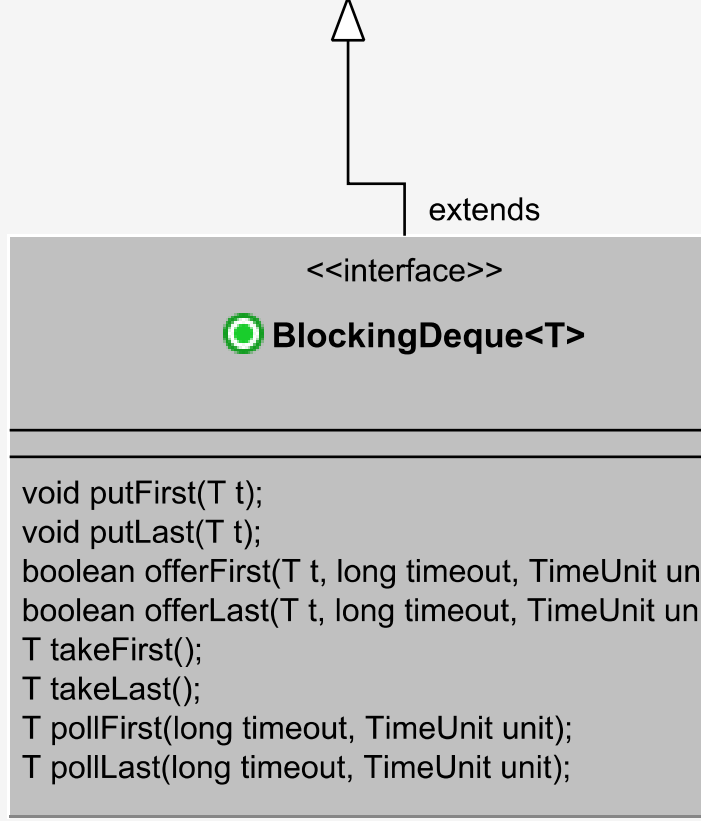 extends
<<interface>>
BlockingDeque<T>
void putFirst(T t);
void putLast(T t);
boolean offerFirst(T t, long timeout, TimeUnit un
boolean offerLast(T t, long timeout, TimeUnit uni
T takeFirst();
T takeLast();
T pollFirst(long timeout, TimeUnit unit);
T pollLast(long timeout, TimeUnit unit);